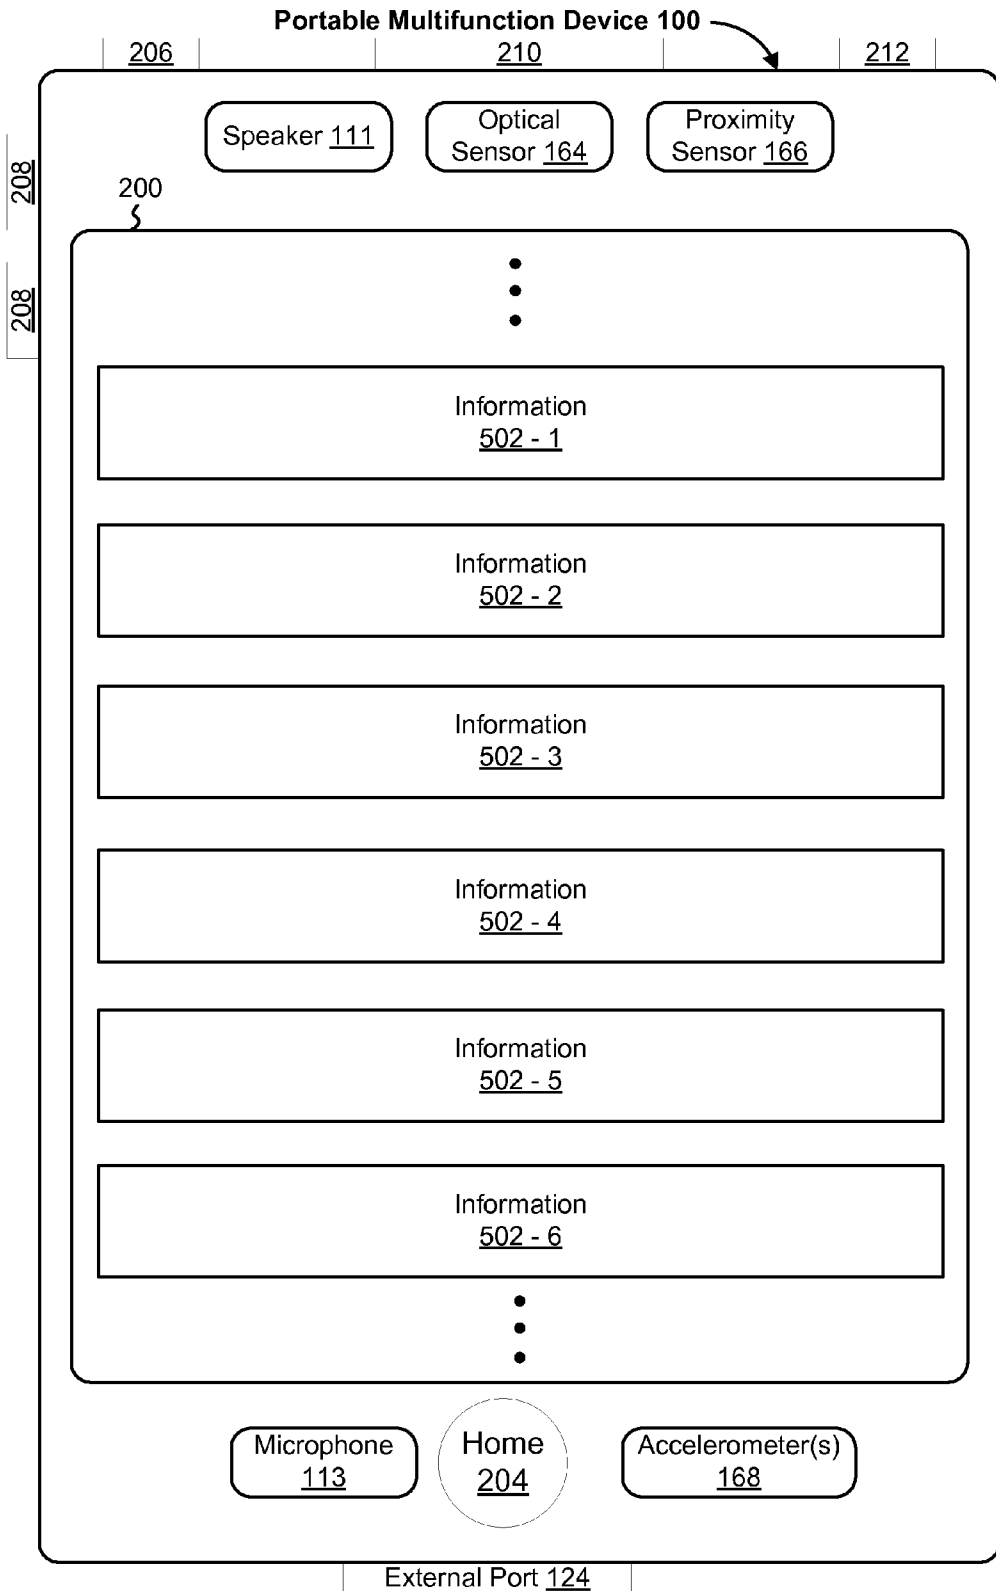 Portable Multifunction Device 100
206
210
212
Speaker 111
Optical
Sensor 164
Proximity
Sensor 166
208
200
208
Information
502 - 1
Information
502 - 2
Information
502 - 3
Information
502 - 4
Information
502 - 5
Information
502 - 6
Microphone
113
Home
204
Accelerometer(s)
168
External Port 124